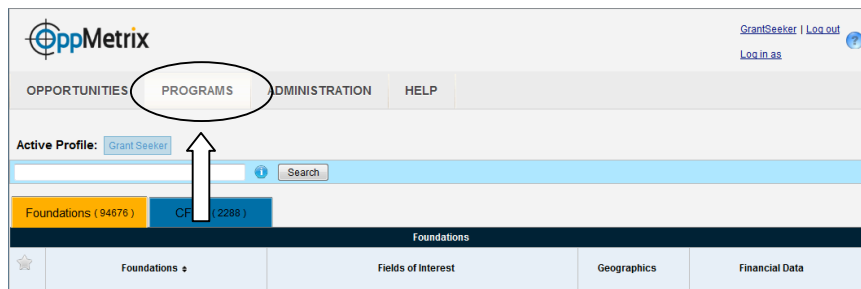 OppMetrix
GrantSeeker | Log out
?
Log in as
OPPORTUNITIES PROGRAMS ADMINISTRATION HELP
Active Profile: Grant Seeker
i Search
Foundations ( 94676 ) ( 2288 )
Foundations
Foundations Fields of Interest Geographics Financial Data